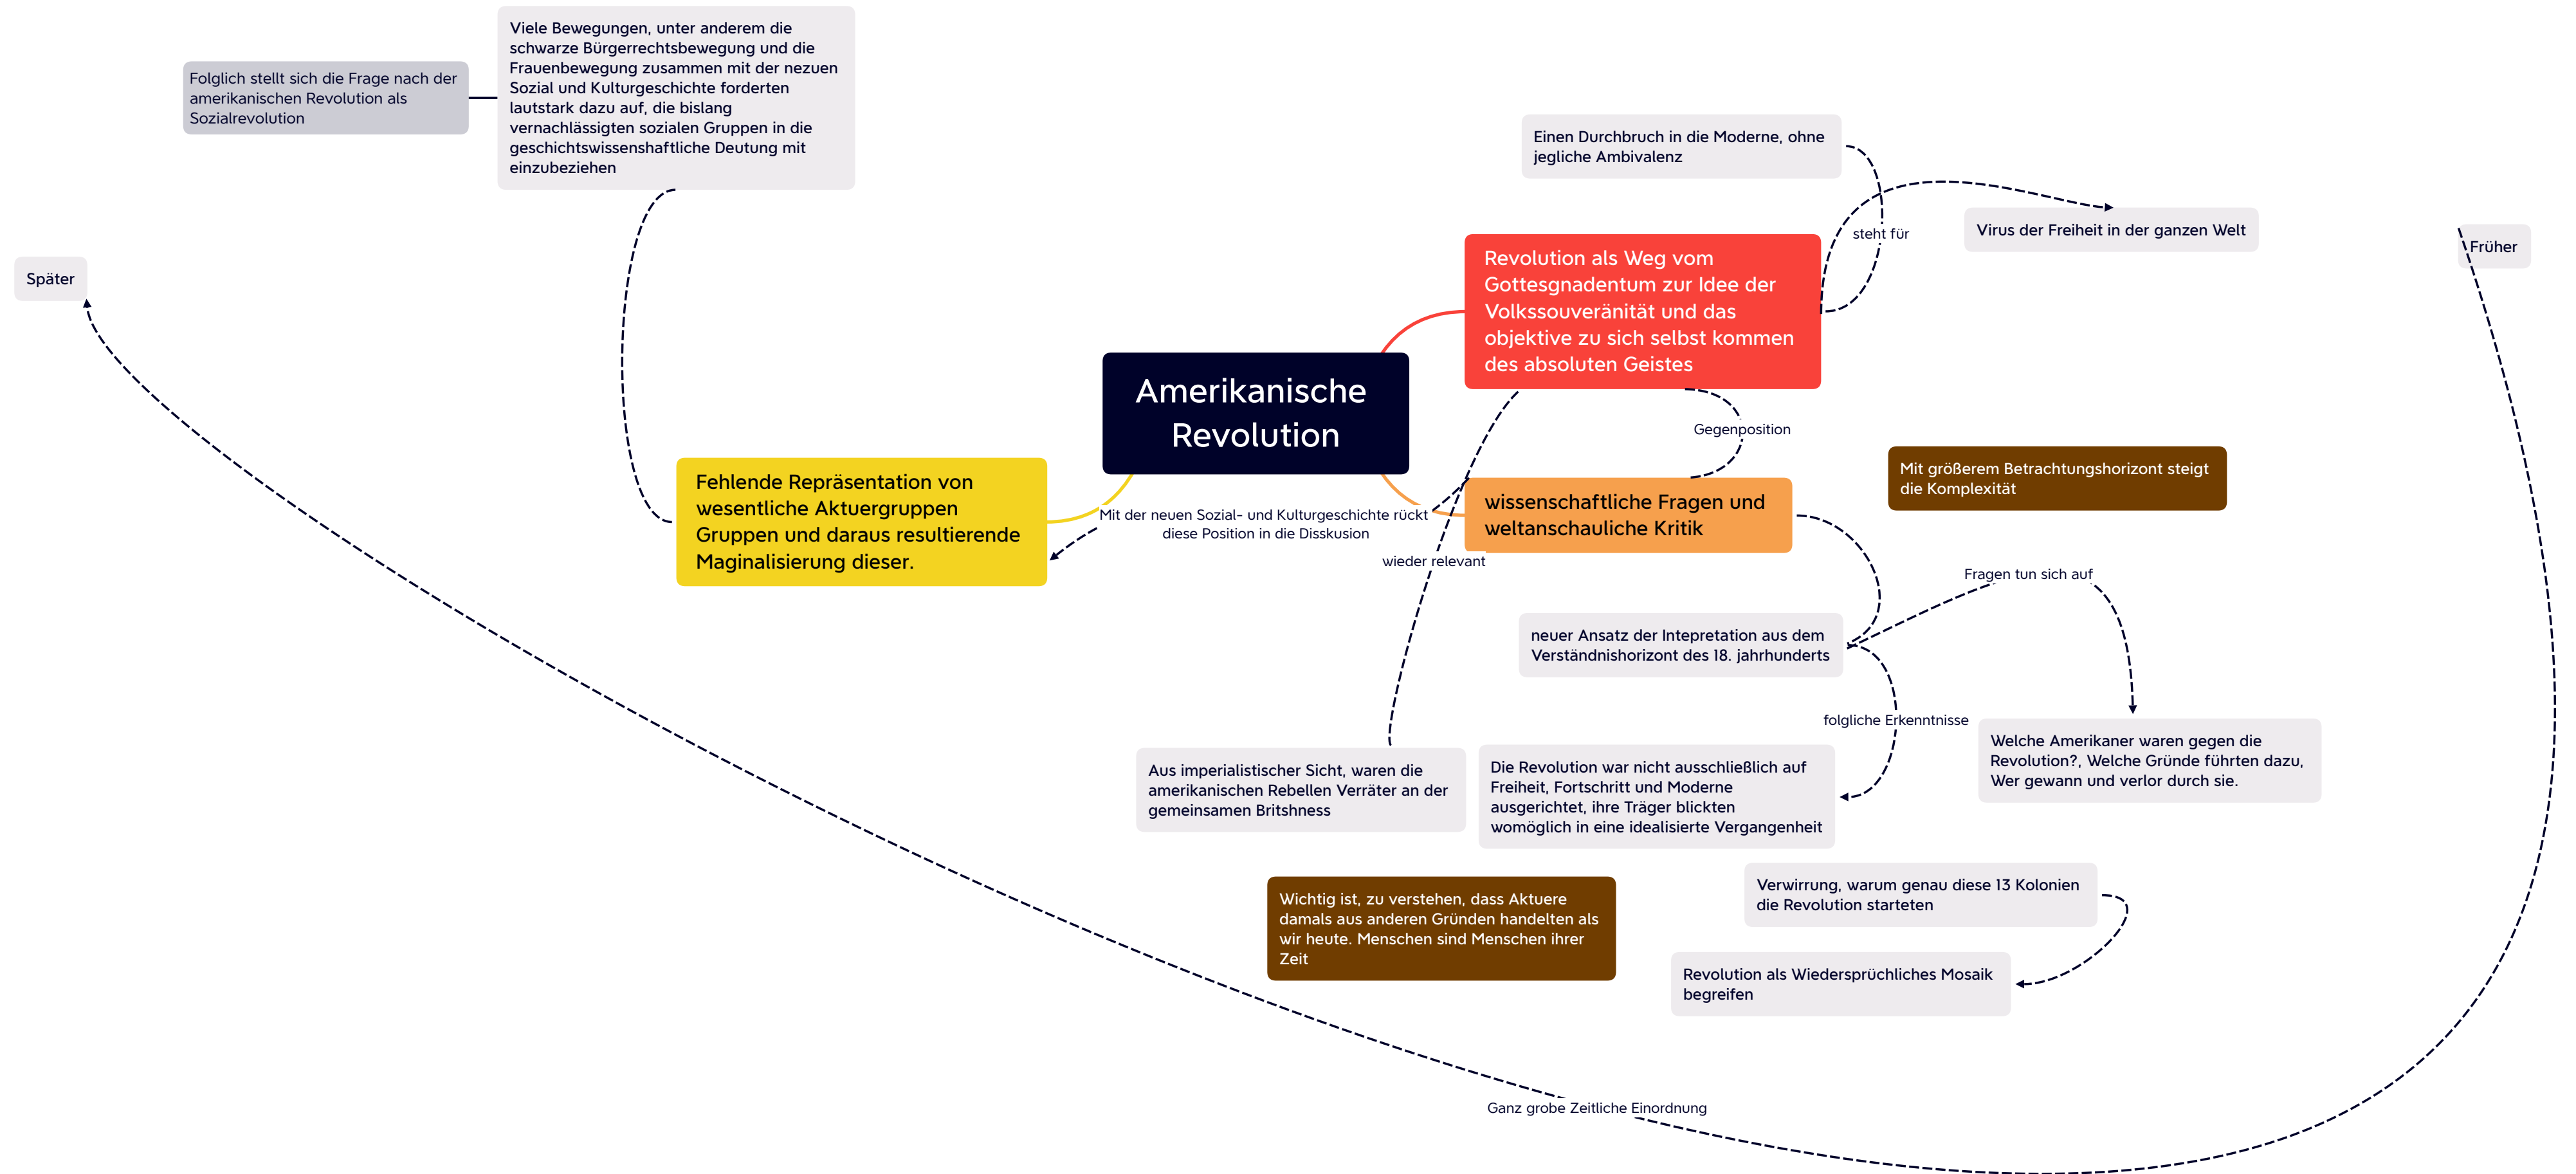 Viele Bewegungen, unter anderem die
schwarze Bürgerrechtsbewegung und die
Frauenbewegung zusammen mit der nezuen
Sozial und Kulturgeschichte forderten
lautstark dazu auf, die bislang
vernachlässigten sozialen Gruppen in die
geschichtswissenshaftliche Deutung mit
einzubeziehen
Folglich stellt sich die Frage nach der
amerikanischen Revolution als
Sozialrevolution
Einen Durchbruch in die Moderne, ohne
jegliche Ambivalenz
steht für
Virus der Freiheit in der ganzen Welt
Früher
Später
Revolution als Weg vom
Gottesgnadentum zur Idee der
Volkssouveränität und das
objektive zu sich selbst kommen
des absoluten Geistes
Amerikanische
Revolution
Gegenposition
Fehlende Repräsentation von
wesentliche Aktuergruppen
Gruppen und daraus resultierende
Maginalisierung dieser.
Mit der neuen Sozial- und Kulturgeschichte rückt
diese Position in die Disskusion
wissenschaftliche Fragen und
weltanschauliche Kritik
Mit größerem Betrachtungshorizont steigt
die Komplexität
wieder relevant
Fragen tun sich auf
neuer Ansatz der Intepretation aus dem
Verständnishorizont des 18. jahrhunderts
folgliche Erkenntnisse
Welche Amerikaner waren gegen die
Revolution?, Welche Gründe führten dazu,
Wer gewann und verlor durch sie.
Aus imperialistischer Sicht, waren die
amerikanischen Rebellen Verräter an der
gemeinsamen Britshness
Die Revolution war nicht ausschließlich auf
Freiheit, Fortschritt und Moderne
ausgerichtet, ihre Träger blickten
womöglich in eine idealisierte Vergangenheit
Wichtig ist, zu verstehen, dass Aktuere
damals aus anderen Gründen handelten als
wir heute. Menschen sind Menschen ihrer
Zeit
Verwirrung, warum genau diese 13 Kolonien
die Revolution starteten
Revolution als Wiedersprüchliches Mosaik
begreifen
Ganz grobe Zeitliche Einordnung